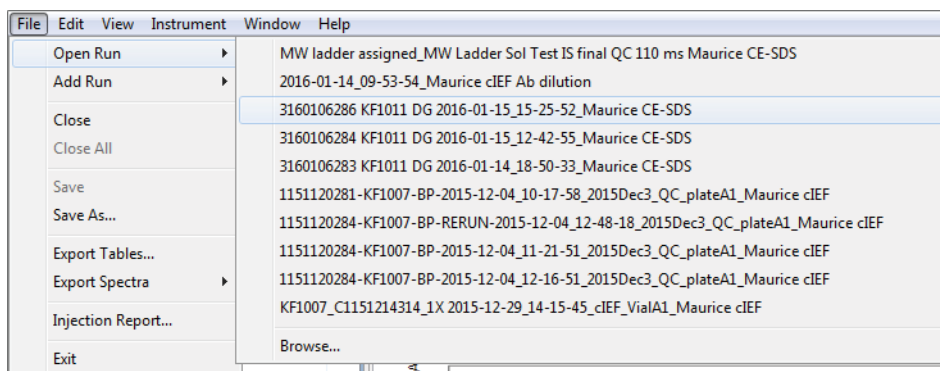 File Edit View Instrument Window Help
Open Run
Add Run
Close
Close All
Save
Save As...
Export Tables...
Export Spectra
Injection Report...
Exit
MW ladder assigned_MW Ladder Sol Test IS final QC 110 ms Maurice CE-SDS
2016-01-14_09-53-54_Maurice cIEF Ab dilution
3160106286 KF1011 DG 2016-01-15_15-25-52_Maurice CE-SDS
3160106284 KF1011 DG 2016-01-15_12-42-55_Maurice CE-SDS
3160106283 KF1011 DG 2016-01-14_18-50-33_Maurice CE-SDS
1151120281-KF1007-BP-2015-12-04_10-17-58_2015Dec3_QC_plateA1_Maurice cIEF
1151120284-KF1007-BP-RERUN-2015-12-04_12-48-18_2015Dec3_QC_plateA1_Maurice cIEF
1151120284-KF1007-BP-2015-12-04_11-21-51_2015Dec3_QC_plateA1_Maurice cIEF
1151120284-KF1007-BP-2015-12-04_12-16-51_2015Dec3_QC_plateA1_Maurice cIEF
KF1007_C1151214314_1X 2015-12-29_14-15-45_cIEF_VialA1_Maurice cIEF
Browse...